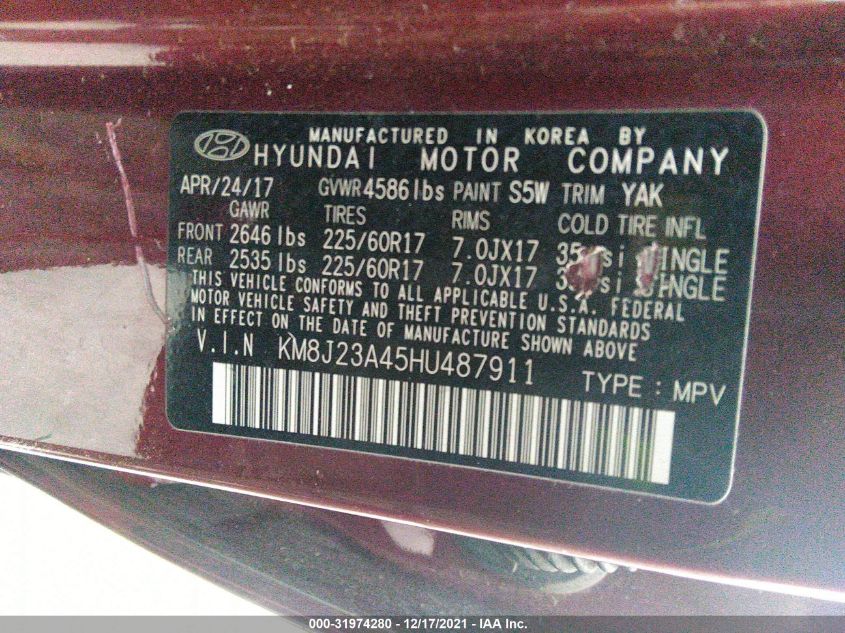 MANUFACTURED IN KOREA BY
HYUNDAI MOTOR COMPANY
APR/24/17 GVWR 4586 lbs PAINT S5W TRIM YAK
GAWR TIRES RIMS COLD TIRE INFL
FRONT 2646 lbs 225/60R17 7.0JX17
REAR 2535 lbs 225/60R17 7.0JX17
THIS VEHICLE CONFORMS TO ALL APPLICABLE U.S.A. FEDERAL
MOTOR VEHICLE SAFETY AND THEFT PREVENTION STANDARDS
IN EFFECT ON THE DATE OF MANUFACTURE SHOWN ABOVE
V.I.N KM8J23A45HU487911
TYPE : MPV
000-31974280 - 12/17/2021 - IAA Inc.